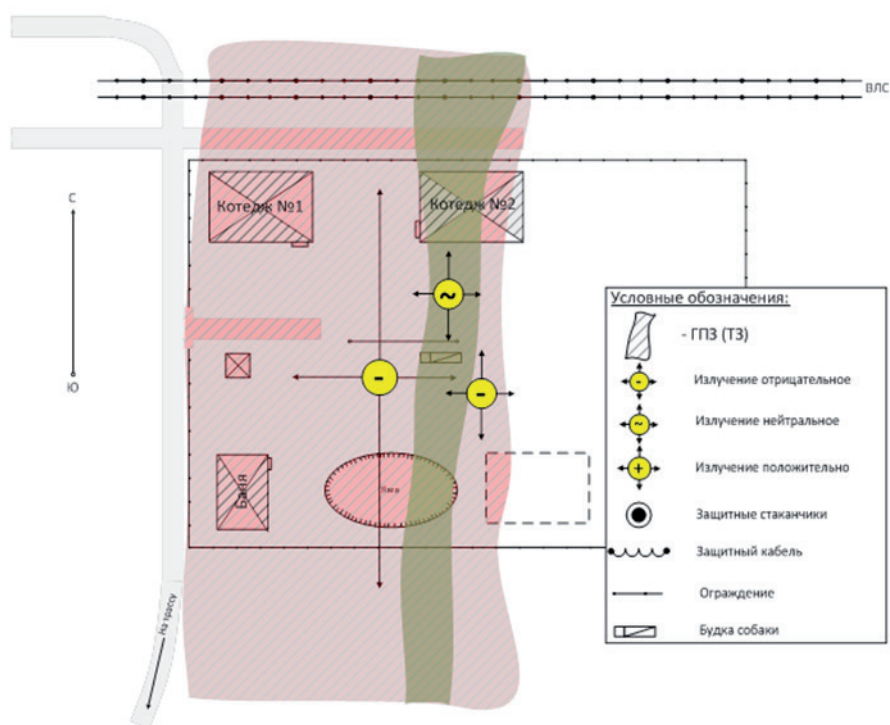 ВЛС
С
Котедж №1
Котедж №2
~
Ю
-
-
Баня
Яма
На трассу
Условные обозначения:
- ГПЗ (ТЗ)
-
Излучение отрицательное
~
Излучение нейтральное
+
Излучение положительно
Защитные стаканчики
Защитный кабель
Ограждение
Будка собаки